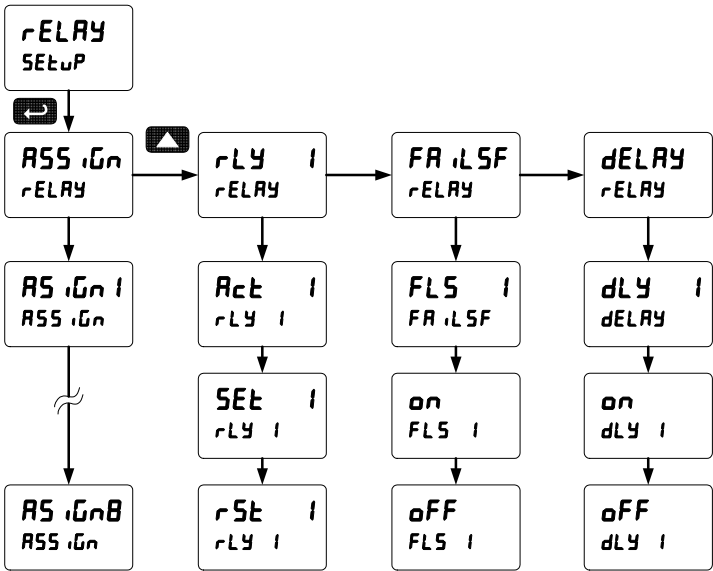 rELAY
SEtuP
ASSiGn
rELAY
rLY 1
rELAY
FAiLSF
rELAY
dELAY
rELAY
ASiGn1
ASSiGn
Act 1
rLY 1
FLS 1
FAiLSF
dLY 1
dELAY
SEt 1
rLY 1
on
FLS 1
on
dLY 1
ASiGn8
ASSiGn
rSt 1
rLY 1
oFF
FLS 1
oFF
dLY 1